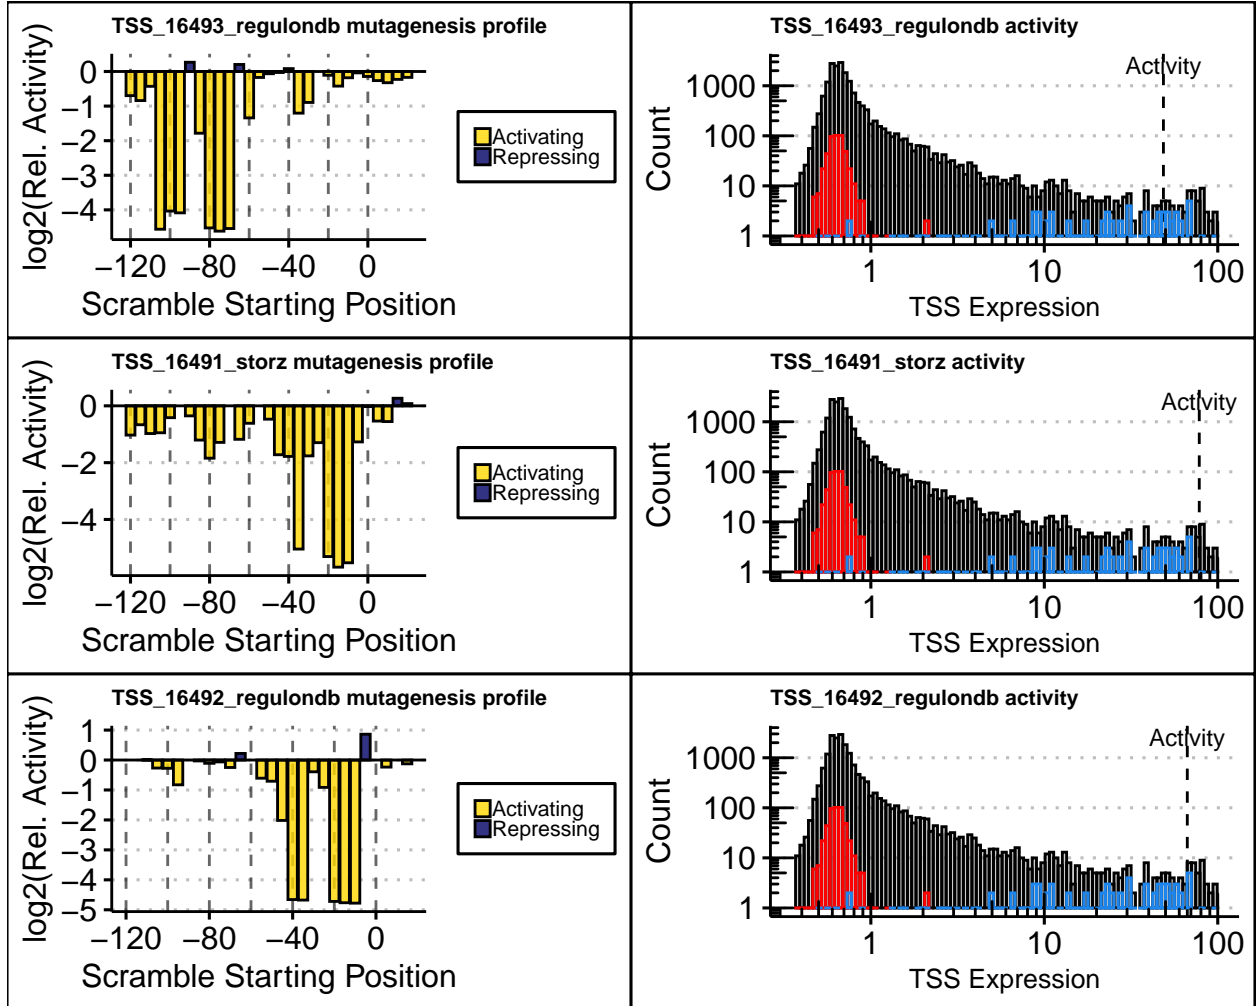 TSS_16493_regulondb mutagenesis profile
log2(Rel. Activity)
0
−1
−2
−3
−4
−120 −80 −40 0
Scramble Starting Position
Activating
Repressing
TSS_16493_regulondb activity
Count
1000
100
10
1
Activity
1 10 100
TSS Expression
TSS_16491_storz mutagenesis profile
log2(Rel. Activity)
0
−2
−4
−120 −80 −40 0
Scramble Starting Position
Activating
Repressing
TSS_16491_storz activity
Count
1000
100
10
1
Activity
1 10 100
TSS Expression
TSS_16492_regulondb mutagenesis profile
log2(Rel. Activity)
1
0
−1
−2
−3
−4
−5
−120 −80 −40 0
Scramble Starting Position
Activating
Repressing
TSS_16492_regulondb activity
Count
1000
100
10
1
Activity
1 10 100
TSS Expression